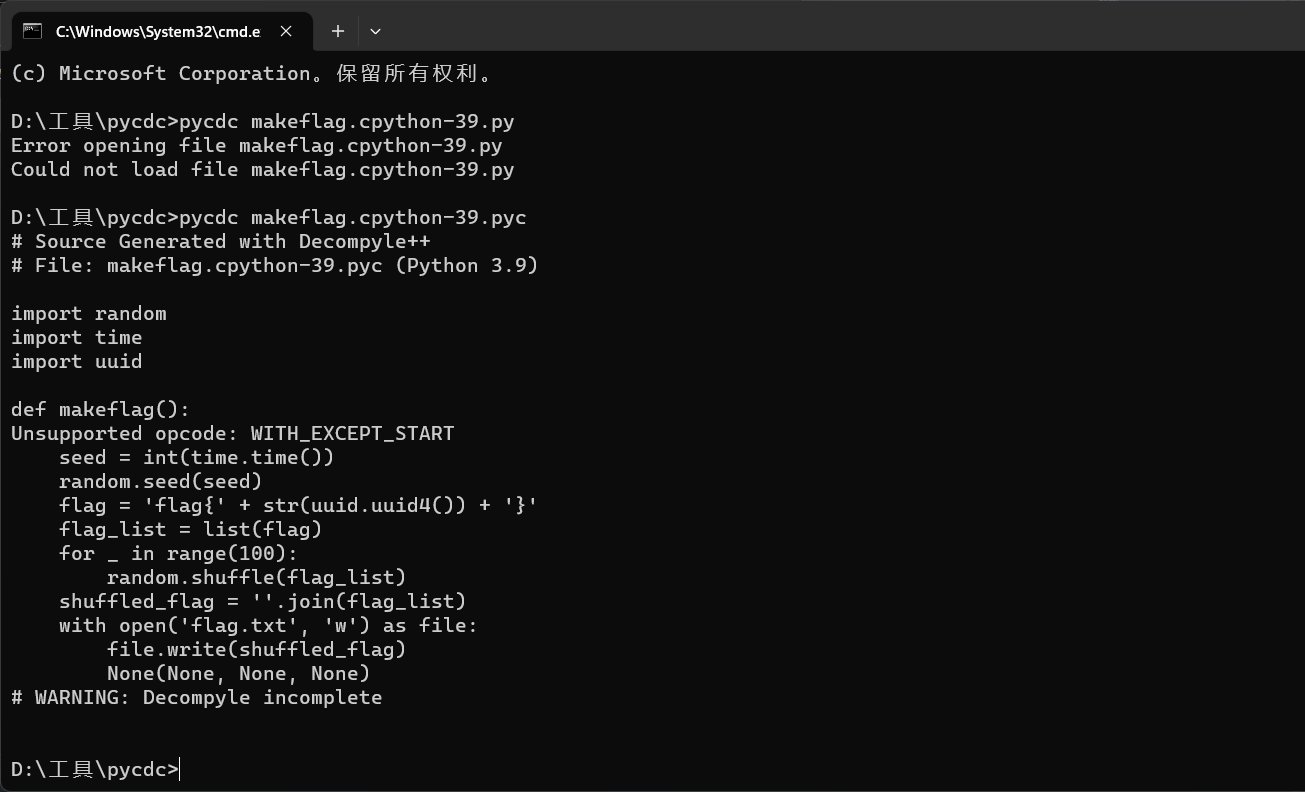 C:\Windows\System32\cmd.e
(c) Microsoft Corporation。保留所有权利。
D:\工具\pycdc>pycdc makeflag.cpython-39.py
Error opening file makeflag.cpython-39.py
Could not load file makeflag.cpython-39.py
D:\工具\pycdc>pycdc makeflag.cpython-39.pyc
# Source Generated with Decompyle++
# File: makeflag.cpython-39.pyc (Python 3.9)
import random
import time
import uuid
def makeflag():
Unsupported opcode: WITH_EXCEPT_START
    seed = int(time.time())
    random.seed(seed)
    flag = 'flag{' + str(uuid.uuid4()) + '}'
    flag_list = list(flag)
    for _ in range(100):
        random.shuffle(flag_list)
    shuffled_flag = ''.join(flag_list)
    with open('flag.txt', 'w') as file:
        file.write(shuffled_flag)
        None(None, None, None)
# WARNING: Decompyle incomplete
D:\工具\pycdc>